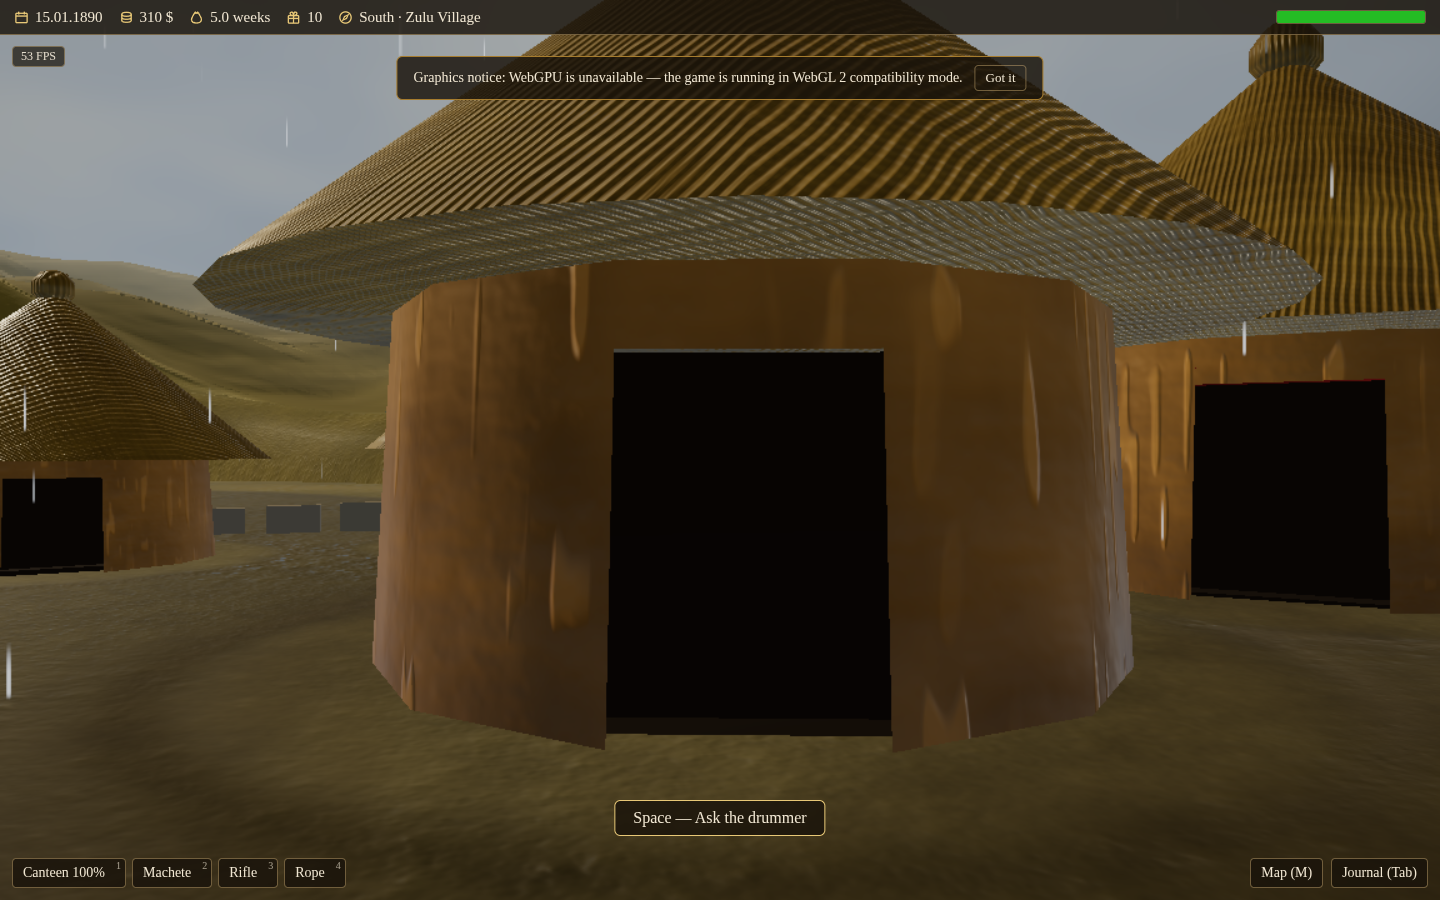 15.01.1890 310 $ 5.0 weeks 10 South · Zulu Village
53 FPS
Graphics notice: WebGPU is unavailable — the game is running in WebGL 2 compatibility mode. Got it
Space — Ask the drummer
Canteen 100% 1 Machete 2 Rifle 3 Rope 4 Map (M) Journal (Tab)